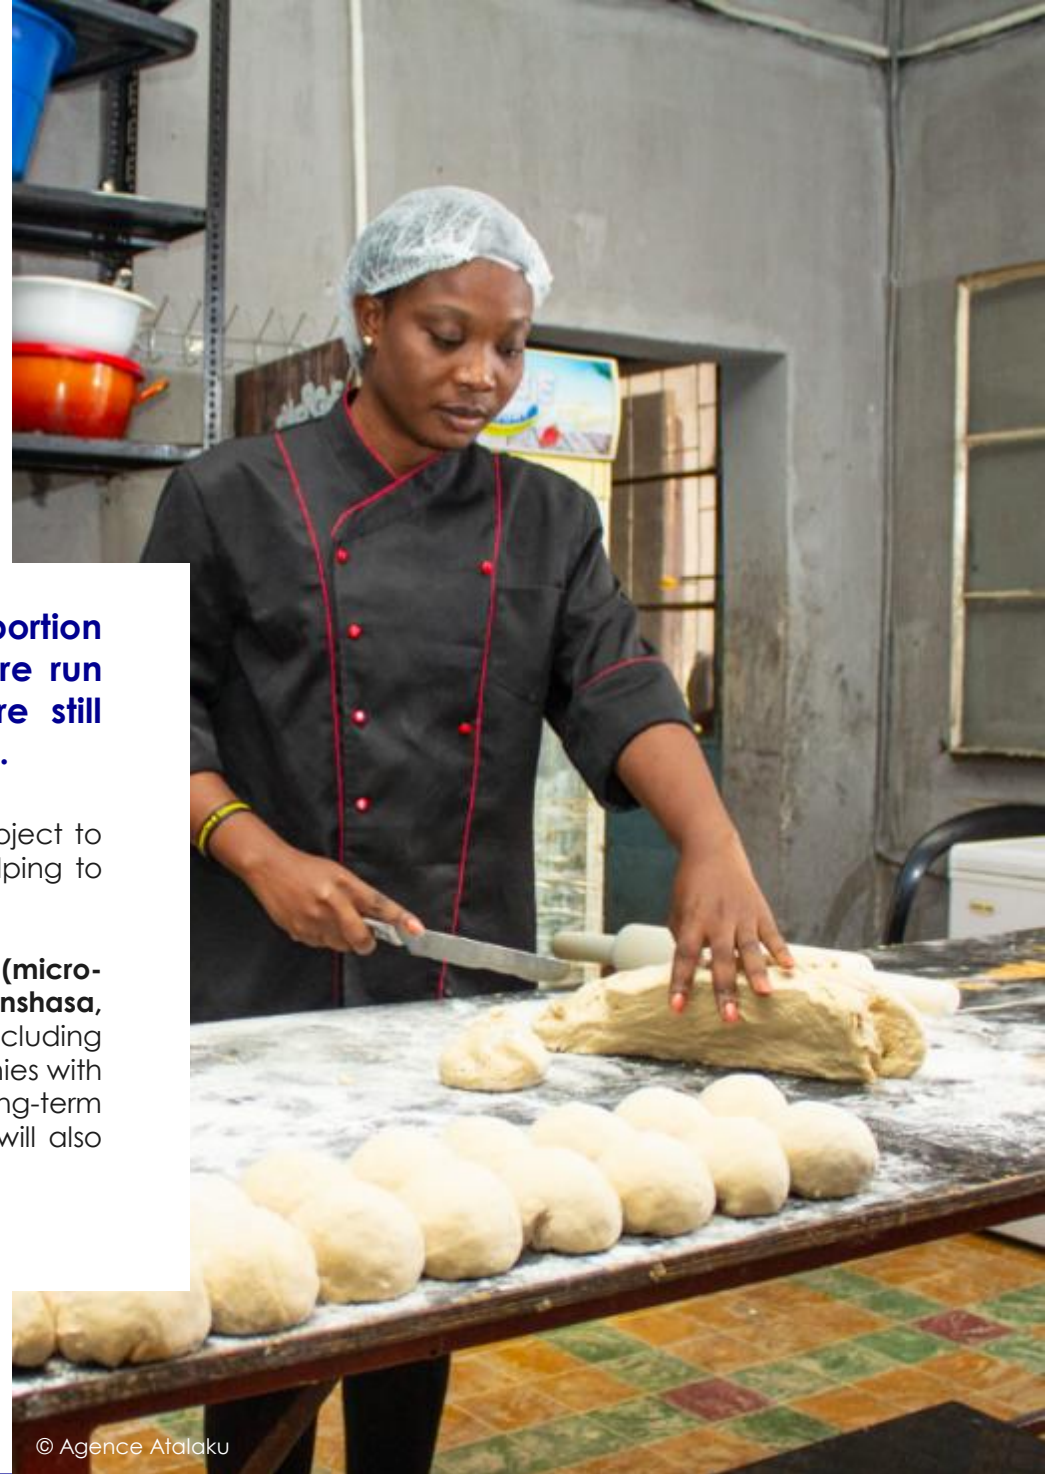 portion
re run
re still
.
bject to
lping to
(micro-
nshasa,
cluding
nies with
ng-term
will also
© Agence Atalaku